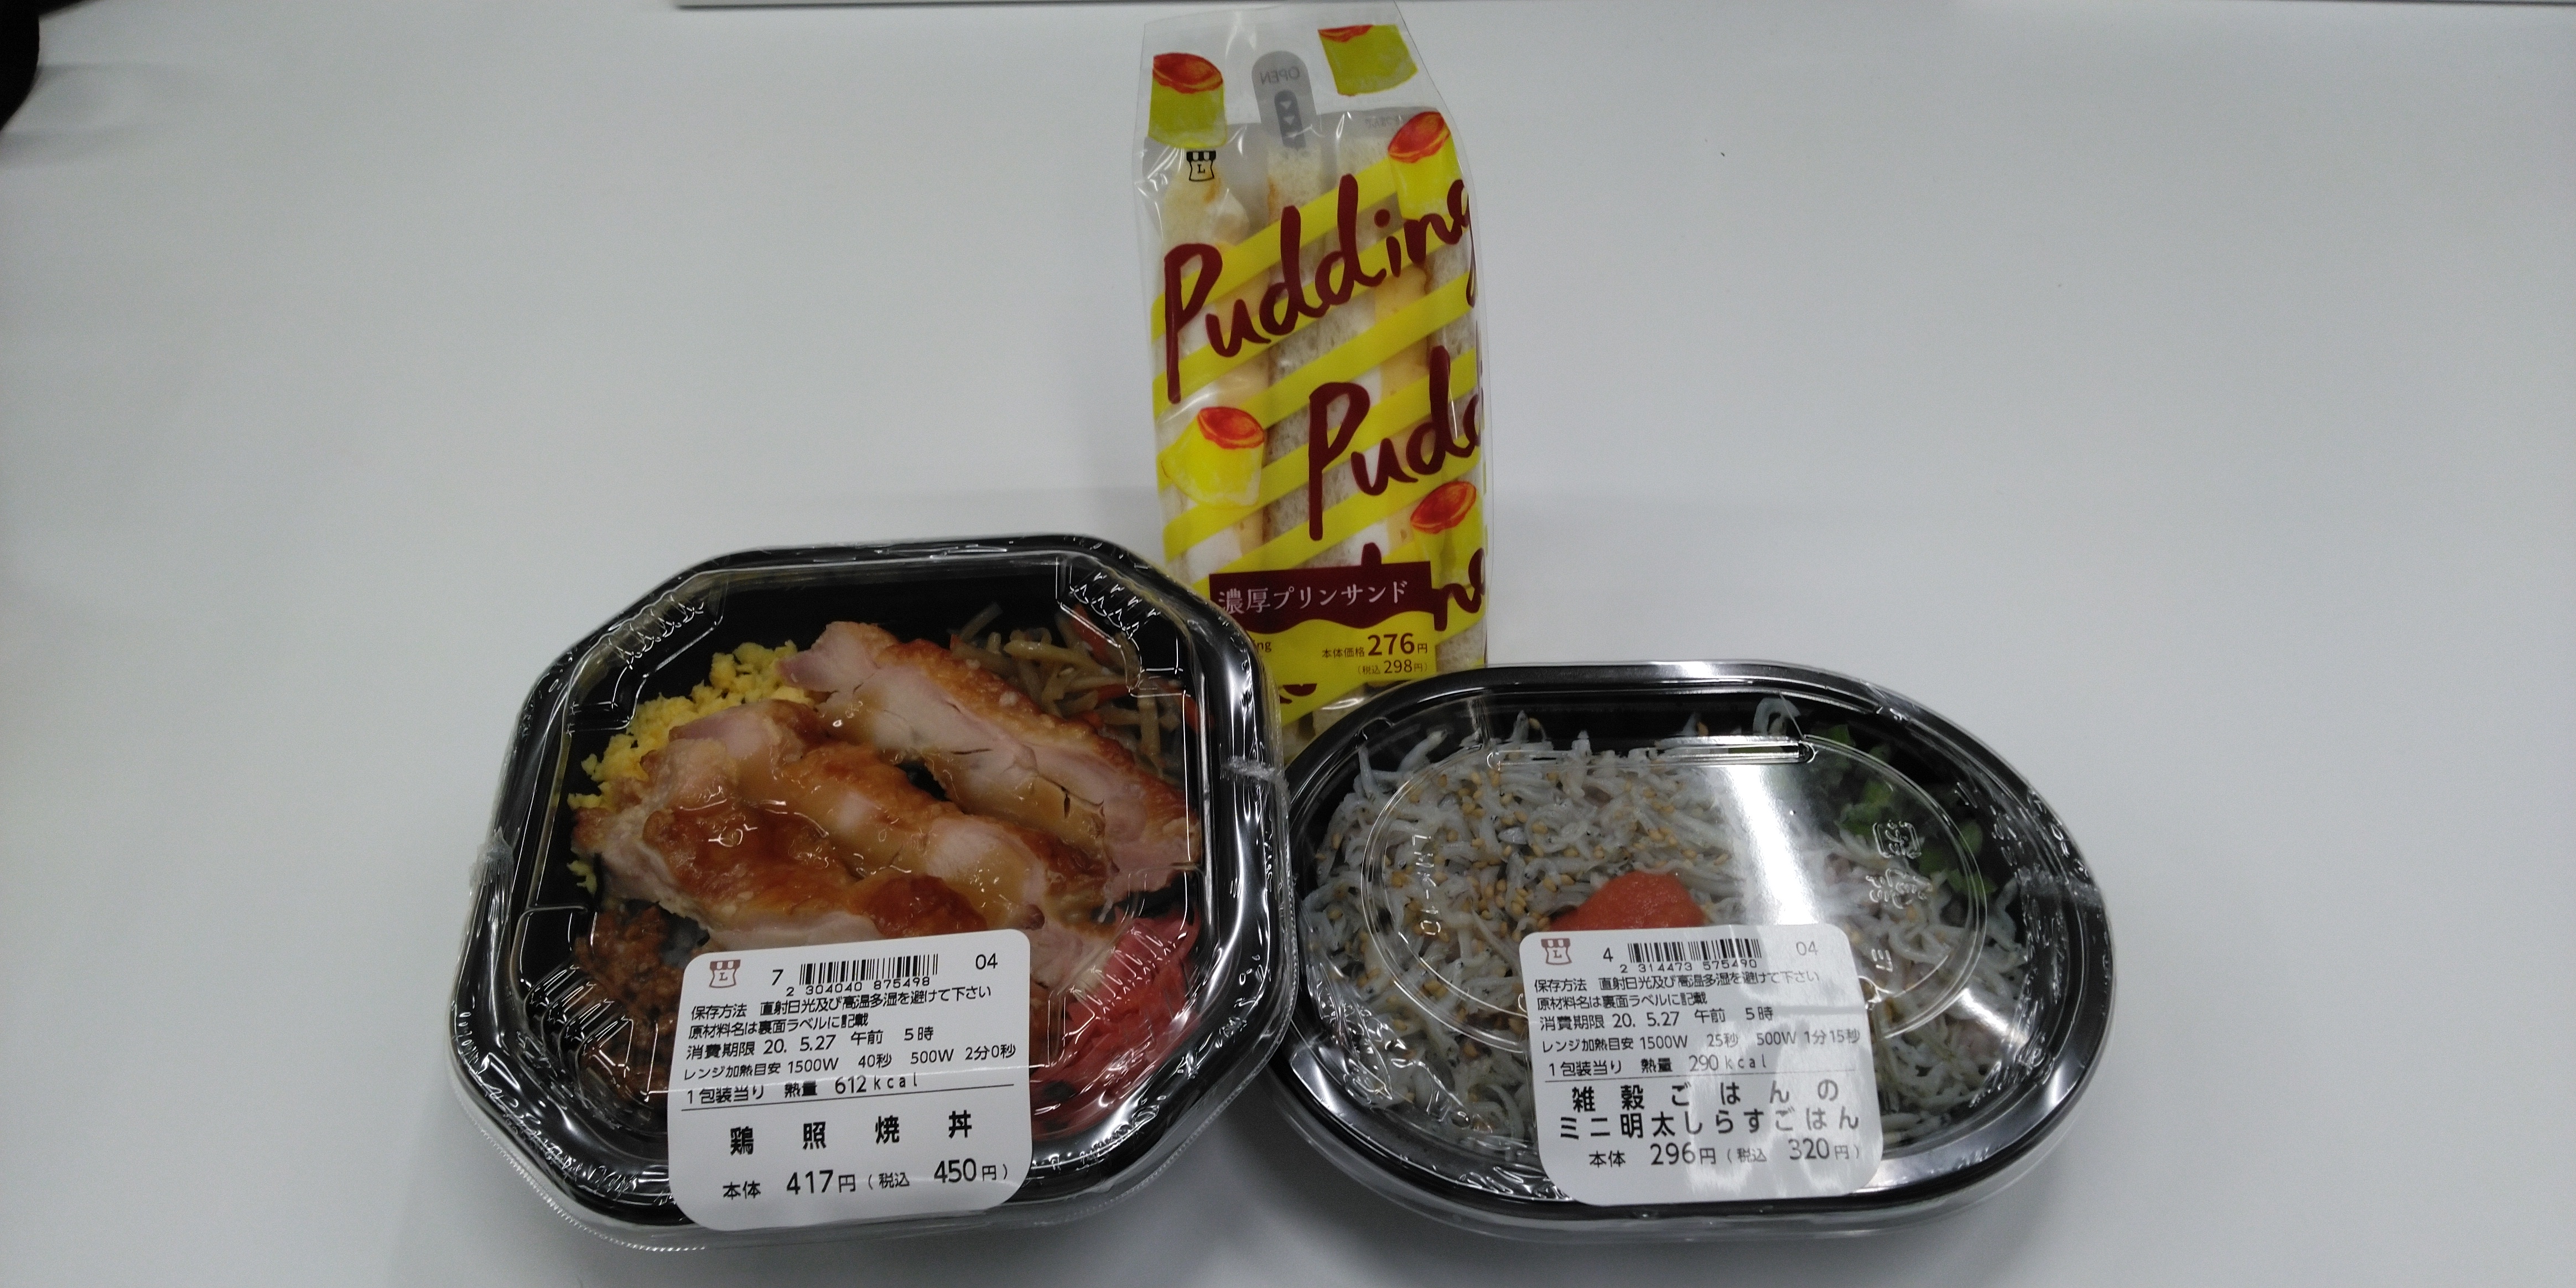 OPEN
L
Pudding
Pudd
濃厚プリンサンド
ng
本体価格276円
(税込298円)
L 7 04
2 304040 875498
保存方法 直射日光及び高温多湿を避けて下さい
原材料名は裏面ラベルに記載
消費期限 20. 5.27 午前 5時
レンジ加熱目安 1500W 40秒 500W 2分0秒
1包装当り 熱量 612kcal
鶏照焼丼
本体 417円(税込 450円)
L 4 04
2 314473 575490
保存方法 直射日光及び高温多湿を避けて下さい
原材料名は裏面ラベルに記載
消費期限 20. 5.27 午前 5時
レンジ加熱目安 1500W 25秒 500W 1分15秒
1包装当り 熱量 290kcal
雑穀ごはんの
ミニ明太しらすごはん
本体 296円(税込 320円)